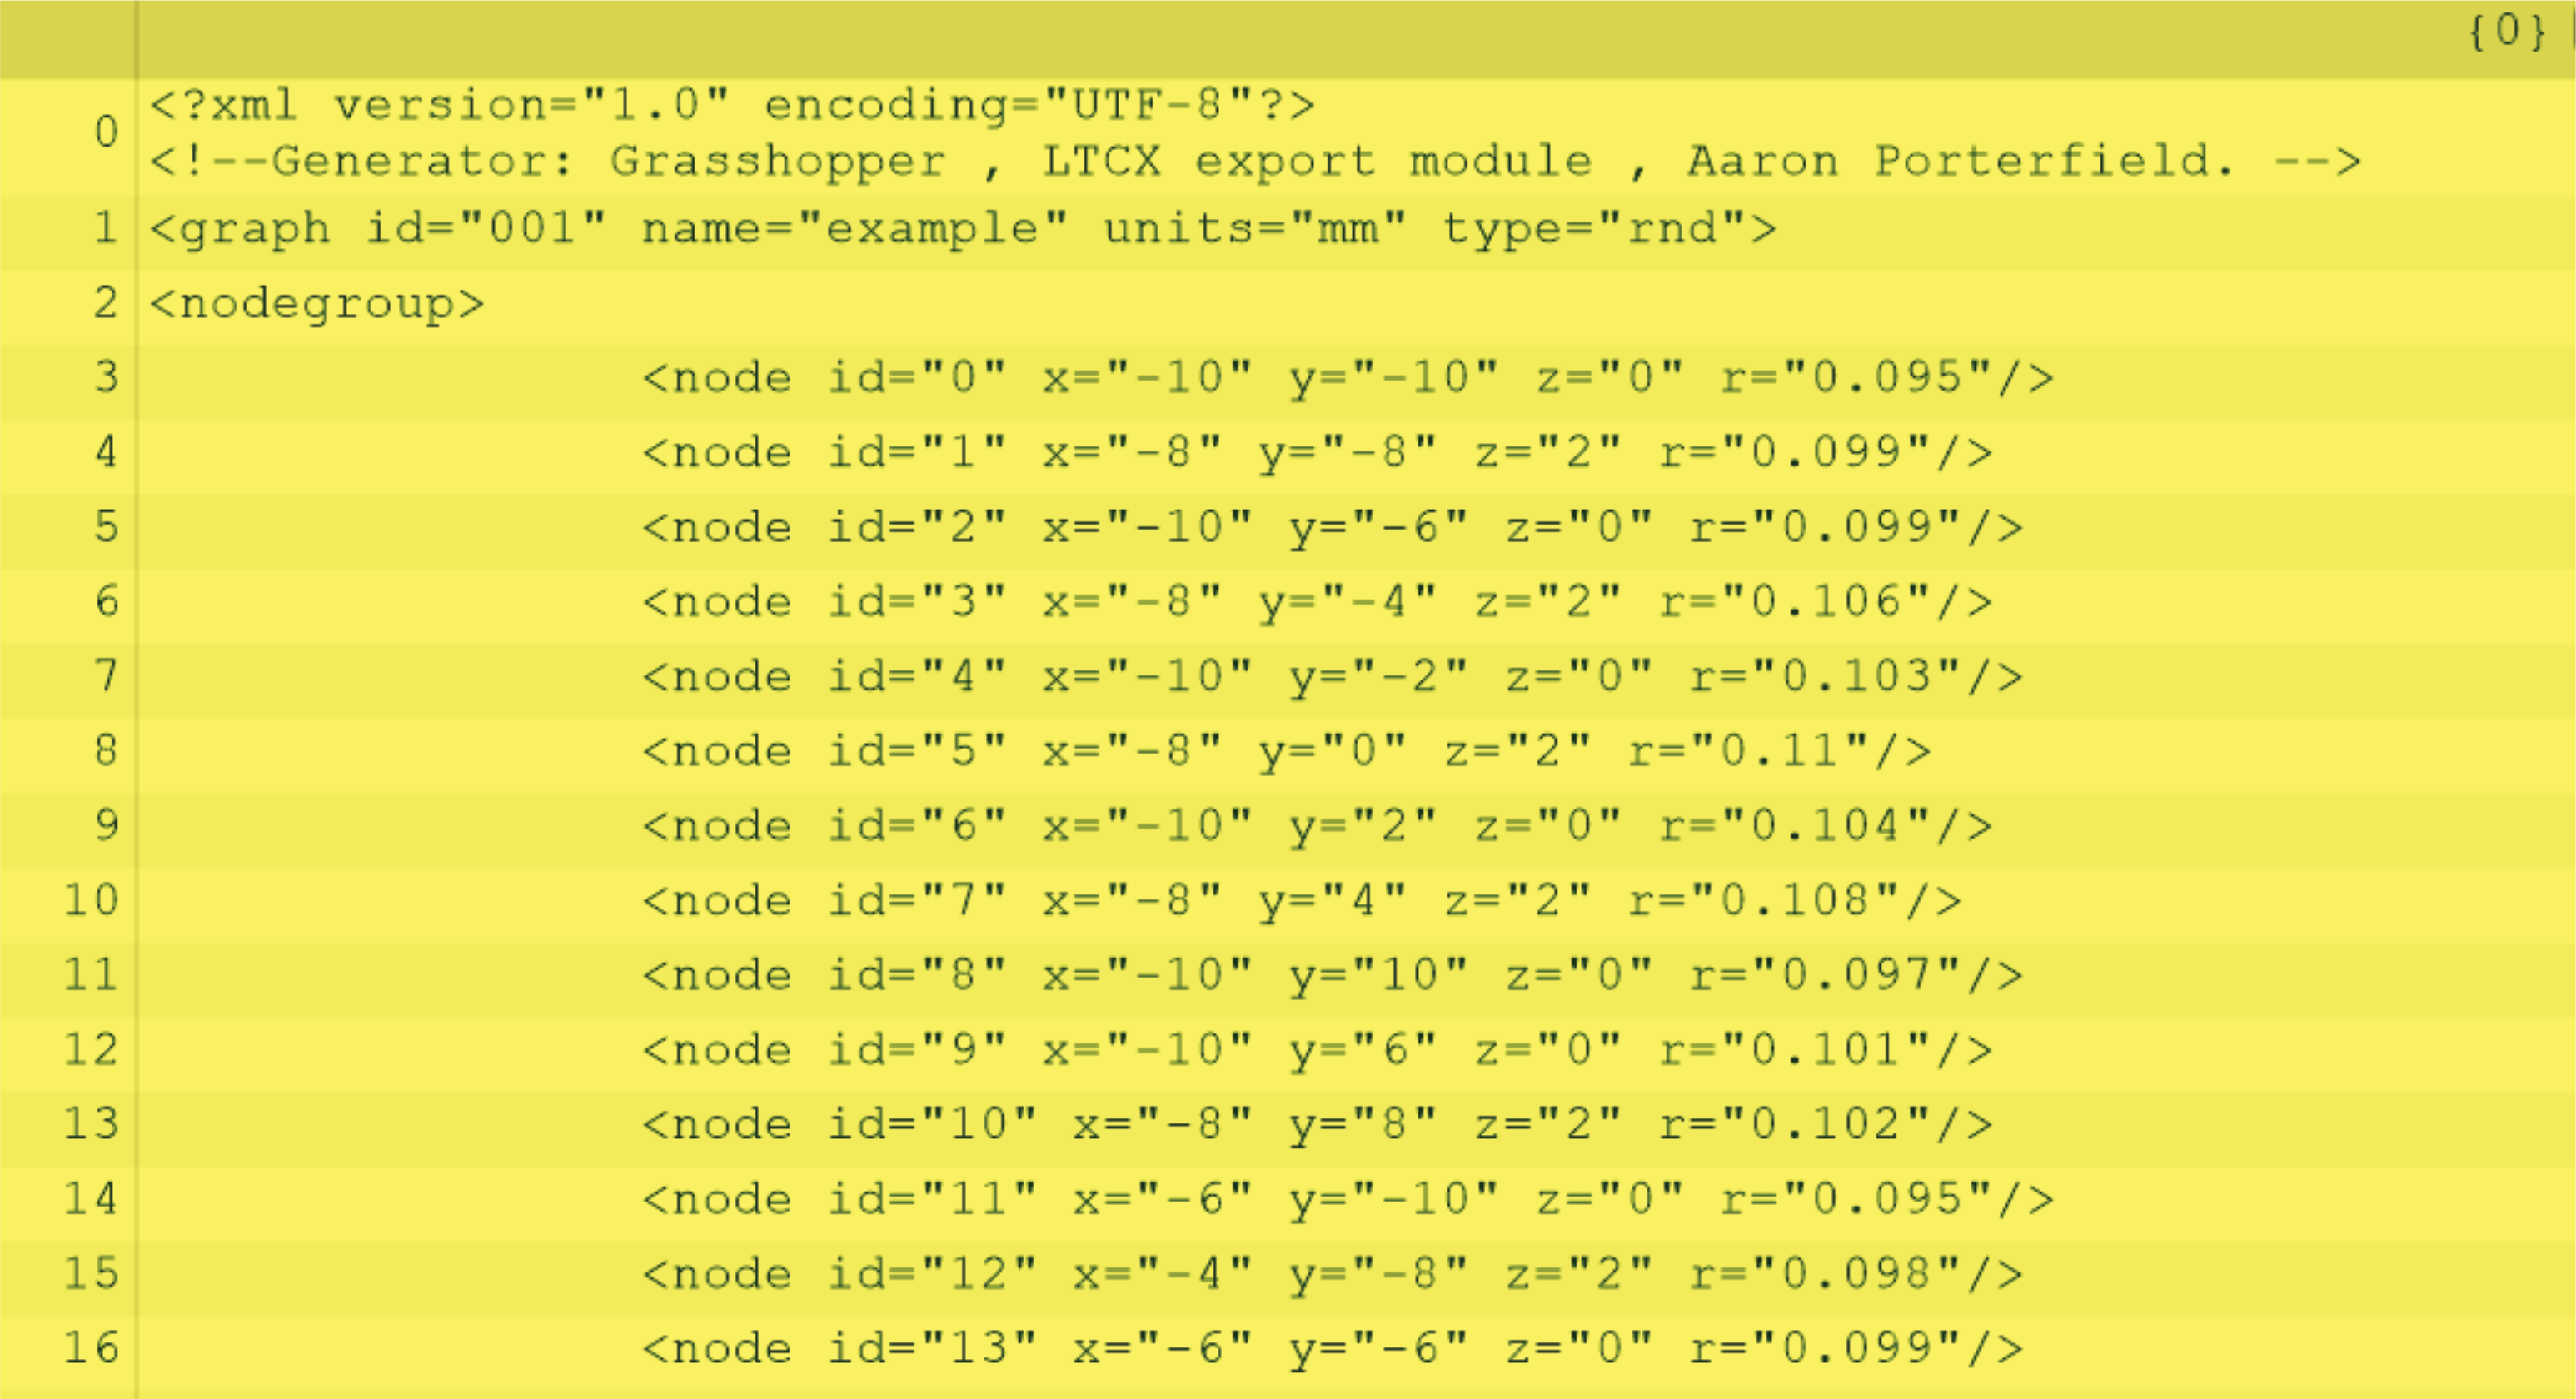 {0}
0 <?xml version="1.0" encoding="UTF-8"?>
<!--Generator: Grasshopper , LTCX export module , Aaron Porterfield. -->
1 <graph id="001" name="example" units="mm" type="rnd">
2 <nodegroup>
3 <node id="0" x="-10" y="-10" z="0" r="0.095"/>
4 <node id="1" x="-8" y="-8" z="2" r="0.099"/>
5 <node id="2" x="-10" y="-6" z="0" r="0.099"/>
6 <node id="3" x="-8" y="-4" z="2" r="0.106"/>
7 <node id="4" x="-10" y="-2" z="0" r="0.103"/>
8 <node id="5" x="-8" y="0" z="2" r="0.11"/>
9 <node id="6" x="-10" y="2" z="0" r="0.104"/>
10 <node id="7" x="-8" y="4" z="2" r="0.108"/>
11 <node id="8" x="-10" y="10" z="0" r="0.097"/>
12 <node id="9" x="-10" y="6" z="0" r="0.101"/>
13 <node id="10" x="-8" y="8" z="2" r="0.102"/>
14 <node id="11" x="-6" y="-10" z="0" r="0.095"/>
15 <node id="12" x="-4" y="-8" z="2" r="0.098"/>
16 <node id="13" x="-6" y="-6" z="0" r="0.099"/>